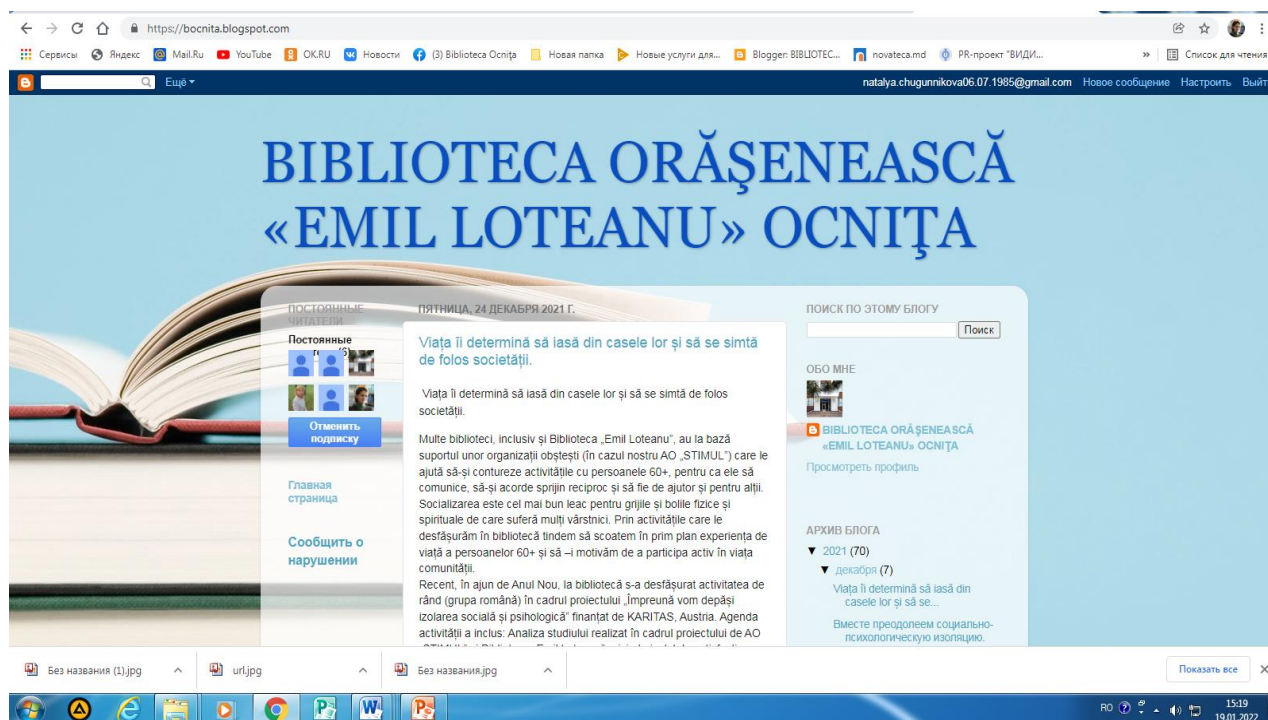 https://bocnita.blogspot.com
Сервисы Яндекс Mail.Ru YouTube OK.RU Новости (3) Biblioteca Ocnița Новая папка Новые услуги для... Blogger: BIBLIOTEC... novateca.md PR-проект "ВИДИ... » Список для чтения
Ещё natalya.chugunnikova06.07.1985@gmail.com Новое сообщение Настроить Выйт
BIBLIOTECA ORĂŞENEASCĂ
«EMIL LOTEANU» OCNIŢA
ПОСТОЯННЫЕ
ЧИТАТЕЛИ
Постоянные
(6)
Отменить
подписку
Главная
страница
Сообщить о
нарушении
ПЯТНИЦА, 24 ДЕКАБРЯ 2021 Г.
Viața îi determină să iasă din casele lor și să se simtă
de folos societății.
Viața îi determină să iasă din casele lor și să se simtă de folos
societății.
Multe biblioteci, inclusiv și Biblioteca „Emil Loteanu”, au la bază
suportul unor organizații obștești (în cazul nostru AO „STIMUL”) care le
ajută să-și contureze activitățile cu persoanele 60+, pentru ca ele să
comunice, să-și acorde sprijin reciproc și să fie de ajutor și pentru alții.
Socializarea este cel mai bun leac pentru grijile și bolile fizice și
spirituale de care suferă mulți vârstnici. Prin activitățile care le
desfășurăm în bibliotecă tindem să scoatem în prim plan experiența de
viață a persoanelor 60+ și să –i motivăm de a participa activ în viața
comunității.
Recent, în ajun de Anul Nou, la bibliotecă s-a desfășurat activitatea de
rând (grupa română) în cadrul proiectului „Împreună vom depăși
izolarea socială și psihologică” finanțat de KARITAS, Austria. Agenda
activității a inclus: Analiza studiului realizat în cadrul proiectului de AO
ПОИСК ПО ЭТОМУ БЛОГУ
Поиск
ОБО МНЕ
BIBLIOTECA ORĂŞENEASCĂ
«EMIL LOTEANU» OCNIŢA
Просмотреть профиль
АРХИВ БЛОГА
▼ 2021 (70)
▼ декабря (7)
Viața îi determină să iasă din
casele lor și să se...
Вместе преодолеем социально-
психологическую изоляцию.
Без названия (1).jpg url.jpg Без названия.jpg Показать все
RO 15:19
19.01.2022